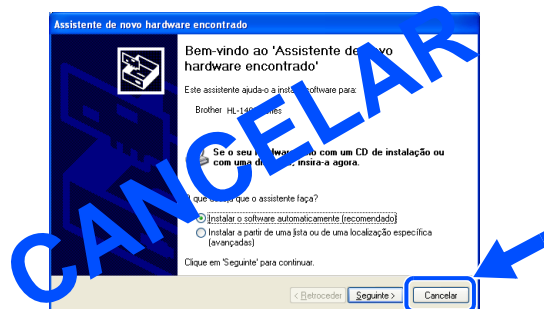 Assistente de novo hardware encontrado
Bem-vindo ao 'Assistente de novo
hardware encontrado'
Este assistente ajuda-o a instalar software para:
Brother HL-14
Se o seu hardware com um CD de instalação ou
com uma insira-a agora.
O que que o assistente faça?
Instalar o software automaticamente (recomendado)
Instalar a partir de uma lista ou de uma localização específica
(avançadas)
Clique em 'Seguinte' para continuar.
< Retroceder Seguinte > Cancelar
CANCELAR